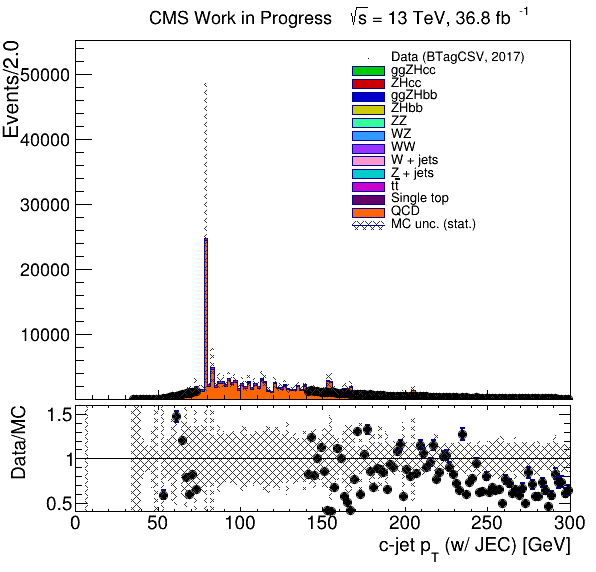 CMS Work in Progress √s = 13 TeV, 36.8 fb -1
Events/2.0
50000
40000
30000
20000
10000
Data (BTagCSV, 2017)
ggZHcc
ZHcc
ggZHbb
ZHbb
ZZ
WZ
WW
W + jets
Z + jets
tt̄
Single top
QCD
MC unc. (stat.)
Data/MC
1.5
1
0.5
0 50 100 150 200 250 300
c-jet pT (w/ JEC) [GeV]